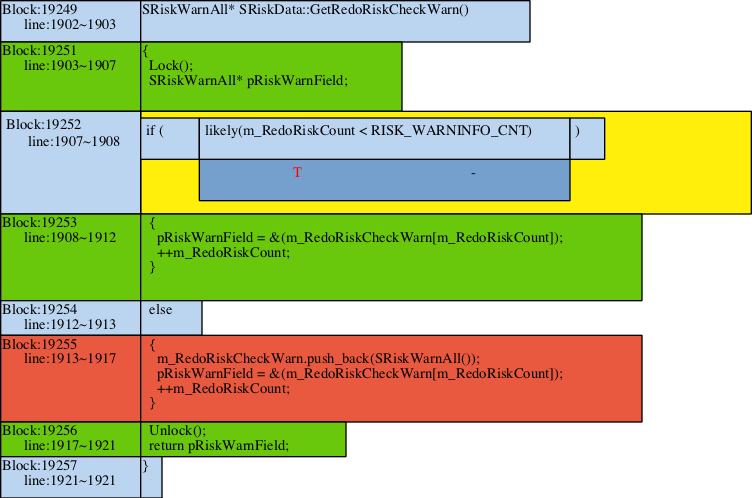 Block:19249 SRiskWarnAll* SRiskData::GetRedoRiskCheckWarn()
line:1902~1903
Block:19251 {
line:1903~1907 Lock();
SRiskWarnAll* pRiskWarnField;
Block:19252 if ( likely(m_RedoRiskCount < RISK_WARNINFO_CNT) )
line:1907~1908
T -
Block:19253 {
line:1908~1912 pRiskWarnField = &(m_RedoRiskCheckWarn[m_RedoRiskCount]);
++m_RedoRiskCount;
}
Block:19254 else
line:1912~1913
Block:19255 {
line:1913~1917 m_RedoRiskCheckWarn.push_back(SRiskWarnAll());
pRiskWarnField = &(m_RedoRiskCheckWarn[m_RedoRiskCount]);
++m_RedoRiskCount;
}
Block:19256 Unlock();
line:1917~1921 return pRiskWarnField;
Block:19257 }
line:1921~1921